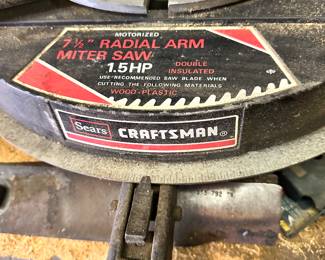 MOTORIZED
7½" RADIAL ARM
MITER SAW
1.5HP
DOUBLE
INSULATED
USE RECOMMENDED SAW BLADE WHEN
CUTTING THE FOLLOWING MATERIALS
WOOD-PLASTIC
Sears CRAFTSMAN®